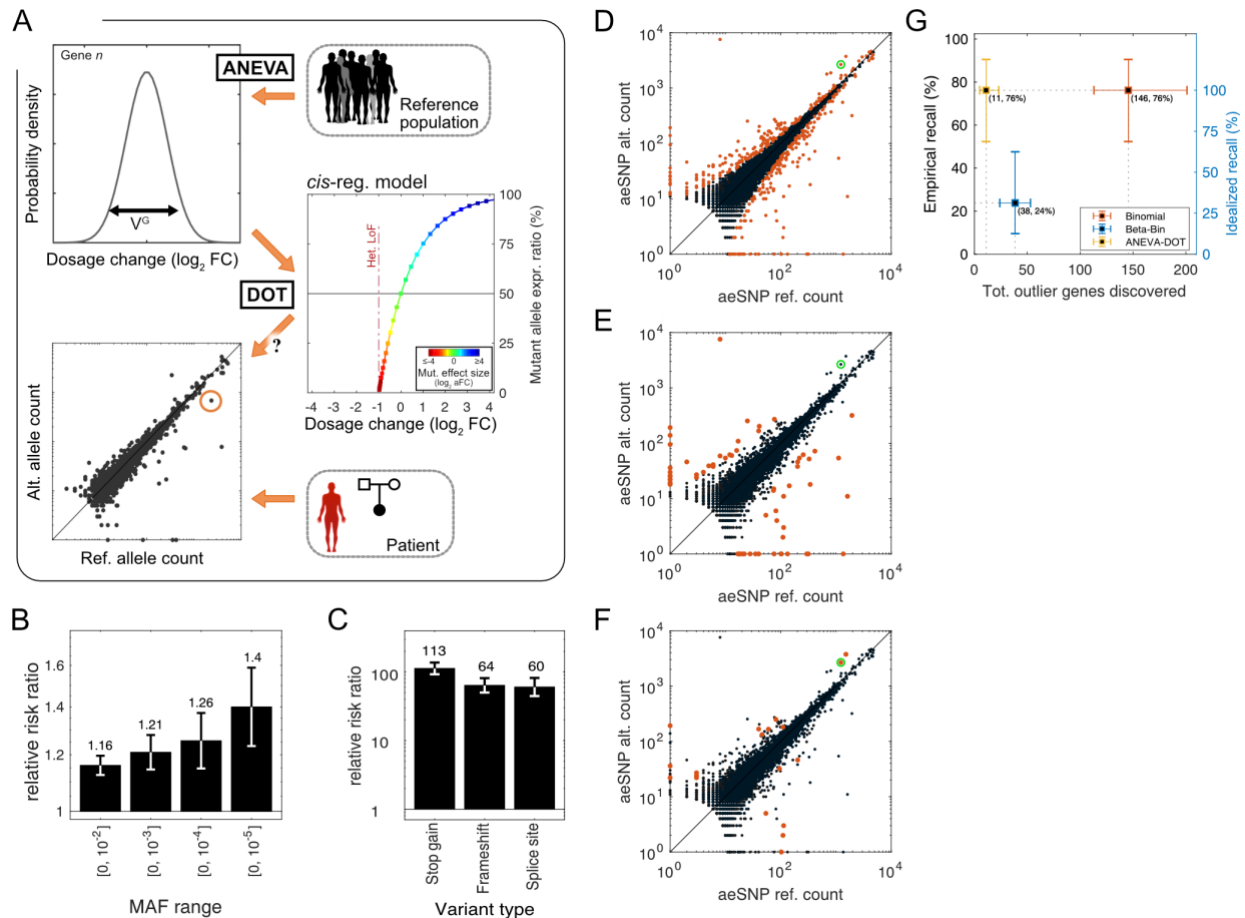 A
Gene n
ANEVA
Reference
population
Probability density
V^G
Dosage change (log2 FC)
cis-reg. model
Het. LoF
100
75
50
25
0
Mutant allele expr. ratio (%)
≤-4 0 ≥4
Mut. effect size
(log2 aFC)
-4 -3 -2 -1 0 1 2 3 4
Dosage change (log2 FC)
DOT
?
Alt. allele count
Ref. allele count
Patient
B
relative risk ratio
1.6
1.4
1.2
1
1.16
1.21
1.26
1.4
[0, 10^-2]
[0, 10^-3]
[0, 10^-4]
[0, 10^-5]
MAF range
C
relative risk ratio
100
10
1
113
64
60
Stop gain
Frameshift
Splice site
Variant type
D
aeSNP alt. count
10^4
10^3
10^2
10^1
10^0
10^0 10^2 10^4
aeSNP ref. count
E
aeSNP alt. count
10^4
10^3
10^2
10^1
10^0
10^0 10^2 10^4
aeSNP ref. count
F
aeSNP alt. count
10^4
10^3
10^2
10^1
10^0
10^0 10^2 10^4
aeSNP ref. count
G
Empirical recall (%)
100
80
60
40
20
0
(11, 76%)
(146, 76%)
(38, 24%)
Binomial
Beta-Bin
ANEVA-DOT
100
75
50
25
0
Idealized recall (%)
0 50 100 150 200
Tot. outlier genes discovered